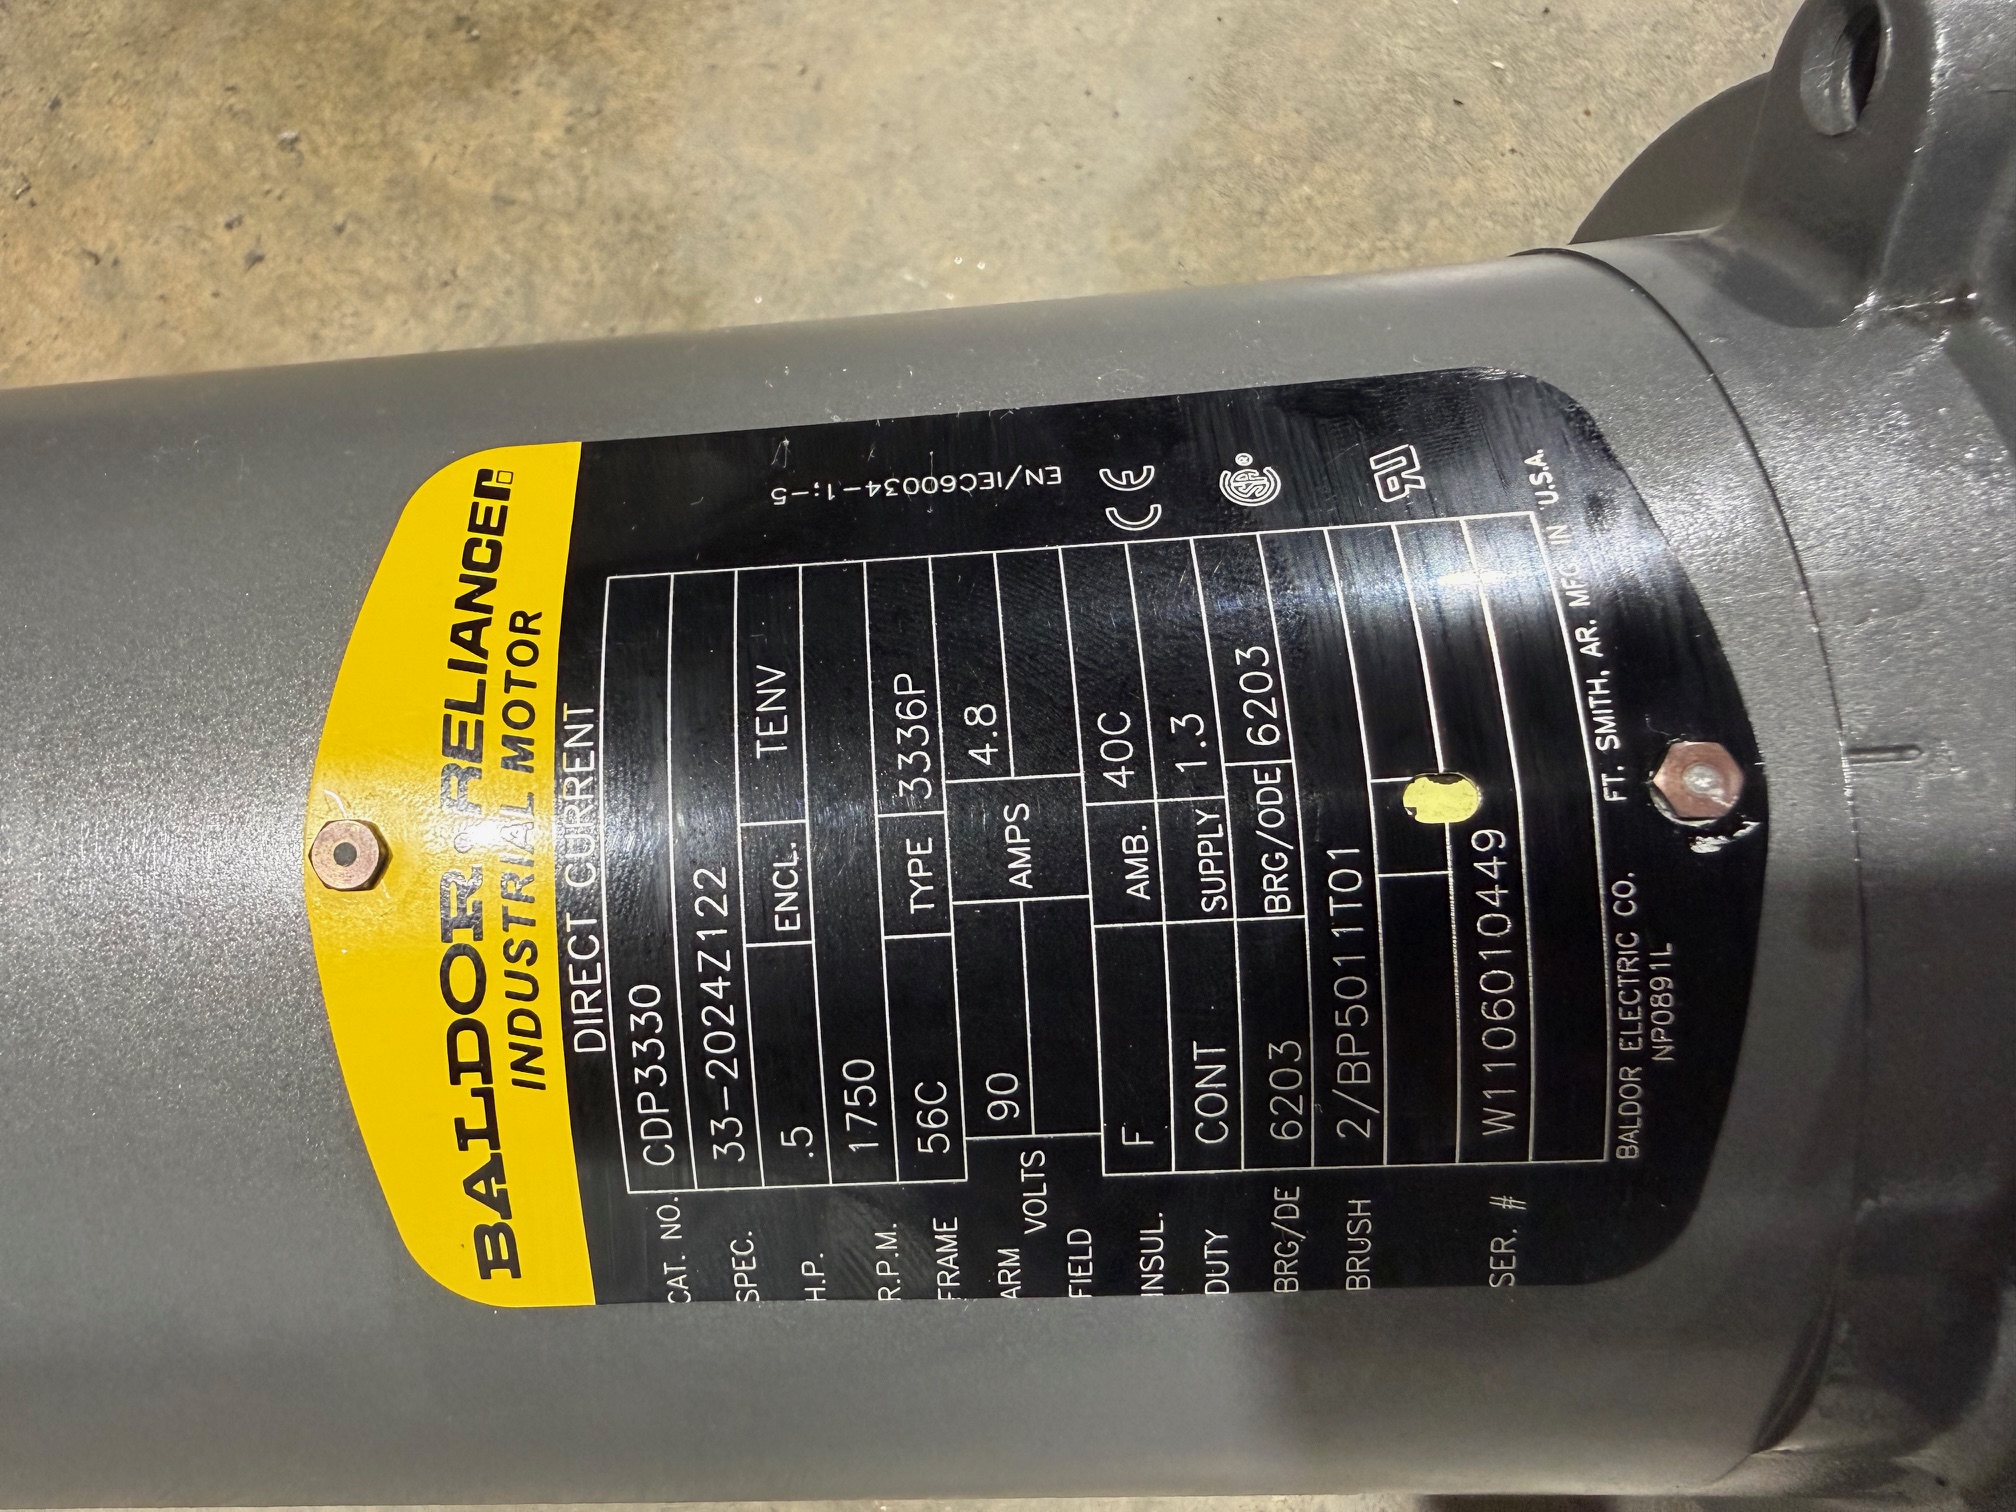 BALDOR • RELIANCER
INDUSTRIAL MOTOR
DIRECT CURRENT
CAT. NO. CDP3330
SPEC. 33-2024Z122
H.P. .5 ENCL. TENV
R.P.M. 1750
FRAME 56C TYPE 3336P
ARM VOLTS 90 AMPS 4.8
FIELD
INSUL. F AMB. 40C
DUTY CONT SUPPLY 1.3
BRG/DE 6203 BRG/ODE 6203
BRUSH 2/BP5011T01
SER. # W1106010449
BALDOR ELECTRIC CO. FT. SMITH, AR. MFG. IN U.S.A.
NP0891L
EN/IEC60034-1;-5
CE
SA®
RU